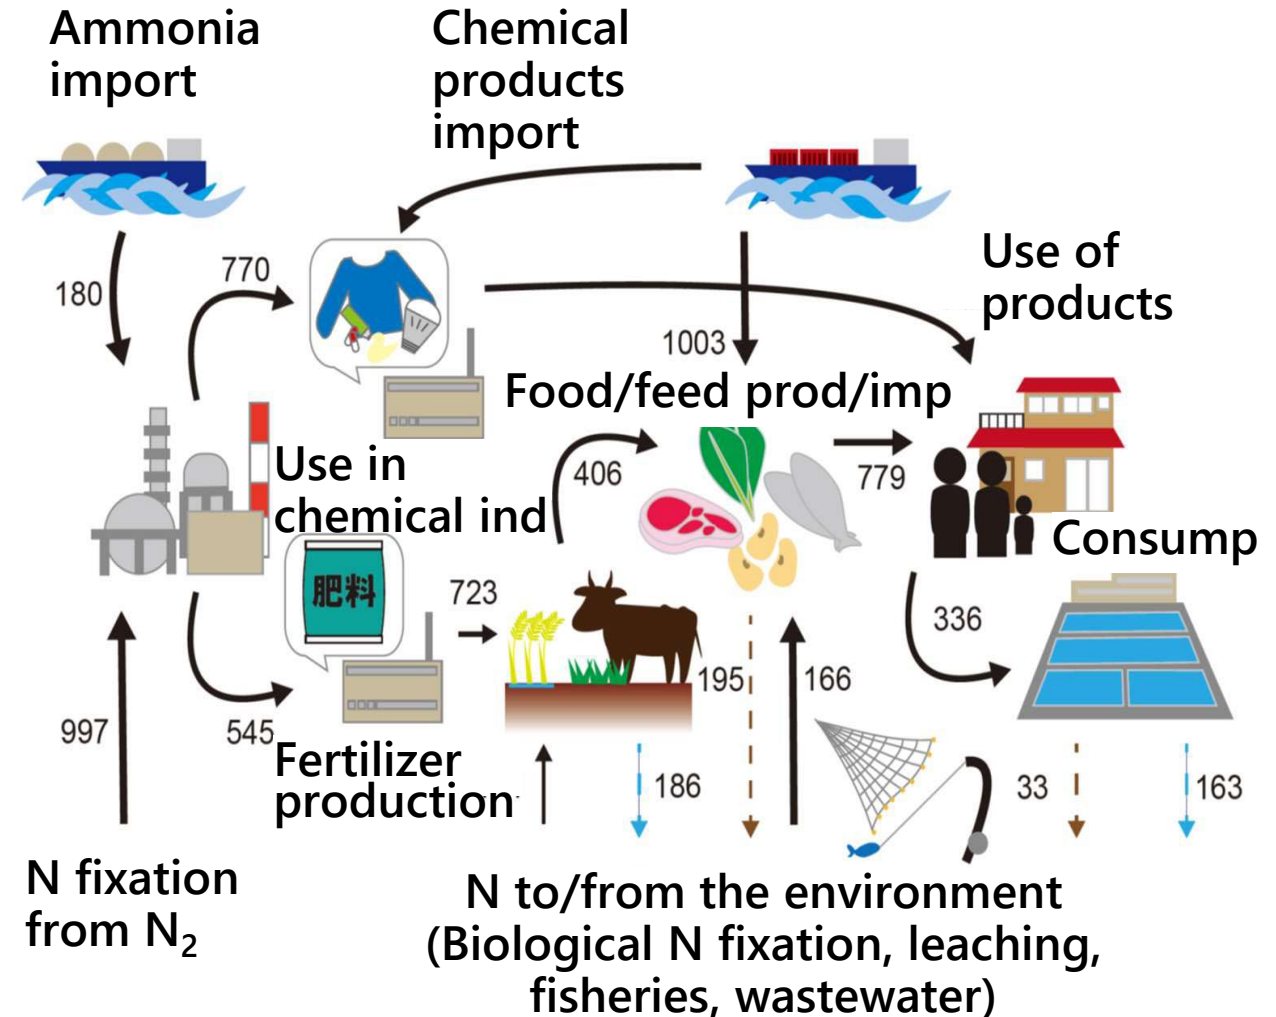 Ammonia
import
Chemical
products
import
Use of
products
180
770
1003
Food/feed prod/imp
Use in
chemical ind
406
779
Consump
肥料
723
336
195
166
997
545
Fertilizer
production
186
33
163
N fixation
from N₂
N to/from the environment
(Biological N fixation, leaching,
fisheries, wastewater)